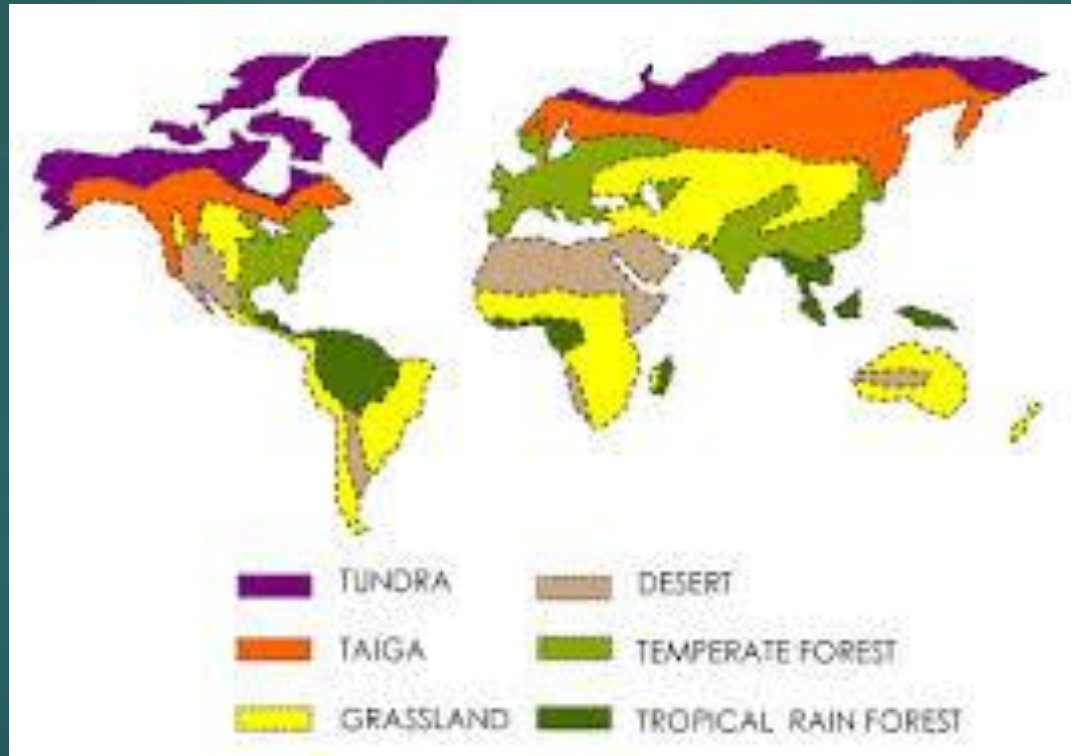 TUNDRA
DESERT
TAIGA
TEMPERATE FOREST
GRASSLAND
TROPICAL RAIN FOREST